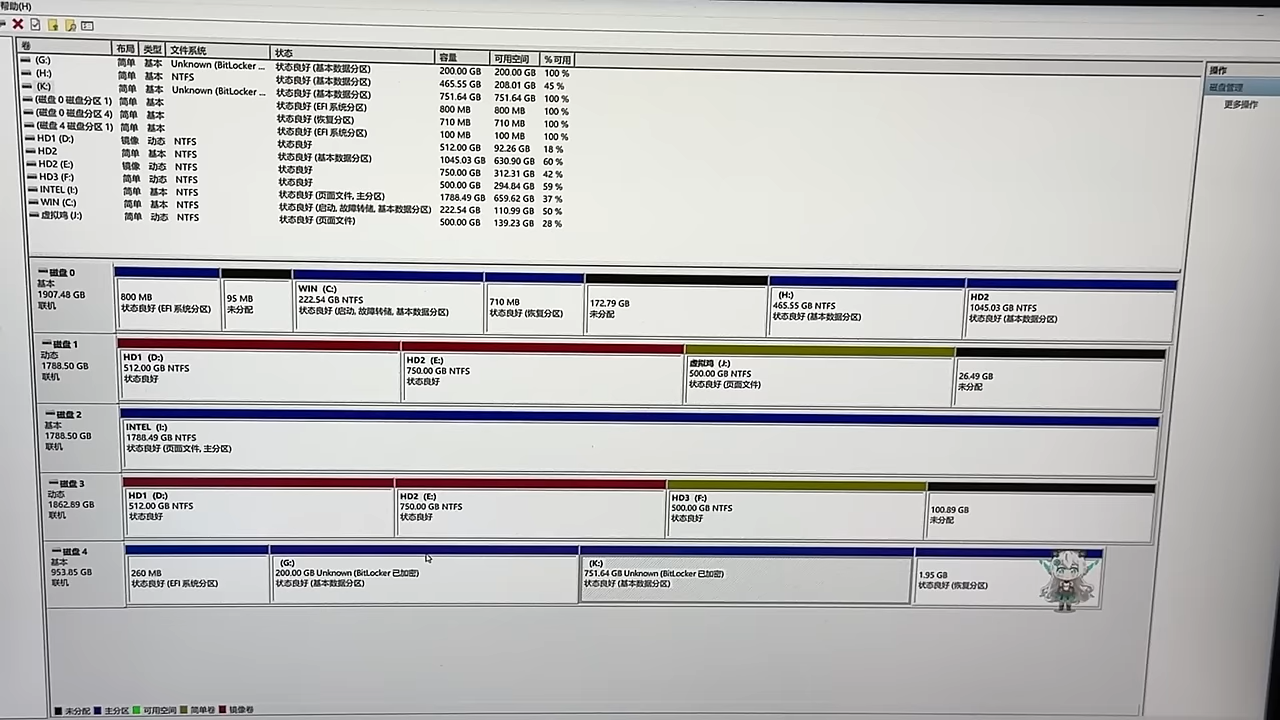 帮助(H)
卷 布局 类型 文件系统 状态 容量 可用空间 % 可用
(G:) 简单 基本 Unknown (BitLocker ... 状态良好 (基本数据分区) 200.00 GB 200.00 GB 100 %
(H:) 简单 基本 NTFS 状态良好 (基本数据分区) 465.55 GB 208.01 GB 45 %
(K:) 简单 基本 Unknown (BitLocker ... 状态良好 (基本数据分区) 751.64 GB 751.64 GB 100 %
(磁盘 0 磁盘分区 1) 简单 基本 状态良好 (EFI 系统分区) 800 MB 800 MB 100 %
(磁盘 0 磁盘分区 4) 简单 基本 状态良好 (恢复分区) 710 MB 710 MB 100 %
(磁盘 4 磁盘分区 1) 简单 基本 状态良好 (EFI 系统分区) 100 MB 100 MB 100 %
HD1 (D:) 镜像 动态 NTFS 状态良好 512.00 GB 92.26 GB 18 %
HD2 简单 基本 NTFS 状态良好 (基本数据分区) 1045.03 GB 630.90 GB 60 %
HD2 (E:) 镜像 动态 NTFS 状态良好 750.00 GB 312.31 GB 42 %
HD3 (F:) 简单 动态 NTFS 状态良好 500.00 GB 294.84 GB 59 %
INTEL (I:) 简单 基本 NTFS 状态良好 (页面文件, 主分区) 1788.49 GB 659.62 GB 37 %
WIN (C:) 简单 基本 NTFS 状态良好 (启动, 故障转储, 基本数据分区) 222.54 GB 110.99 GB 50 %
虚拟鸡 (J:) 简单 动态 NTFS 状态良好 (页面文件) 500.00 GB 139.23 GB 28 %
操作
磁盘管理
更多操作
磁盘 0
基本
1907.48 GB
联机
800 MB
状态良好 (EFI 系统分区)
95 MB
未分配
WIN (C:)
222.54 GB NTFS
状态良好 (启动, 故障转储, 基本数据分区)
710 MB
状态良好 (恢复分区)
172.79 GB
未分配
(H:)
465.55 GB NTFS
状态良好 (基本数据分区)
HD2
1045.03 GB NTFS
状态良好 (基本数据分区)
磁盘 1
动态
1788.50 GB
联机
HD1 (D:)
512.00 GB NTFS
状态良好
HD2 (E:)
750.00 GB NTFS
状态良好
虚拟鸡 (J:)
500.00 GB NTFS
状态良好 (页面文件)
26.49 GB
未分配
磁盘 2
基本
1788.50 GB
联机
INTEL (I:)
1788.49 GB NTFS
状态良好 (页面文件, 主分区)
磁盘 3
动态
1862.89 GB
联机
HD1 (D:)
512.00 GB NTFS
状态良好
HD2 (E:)
750.00 GB NTFS
状态良好
HD3 (F:)
500.00 GB NTFS
状态良好
100.89 GB
未分配
磁盘 4
基本
953.85 GB
联机
260 MB
状态良好 (EFI 系统分区)
(G:)
200.00 GB Unknown (BitLocker 已加密)
状态良好 (基本数据分区)
(K:)
751.64 GB Unknown (BitLocker 已加密)
状态良好 (基本数据分区)
1.95 GB
状态良好 (恢复分区)
未分配 主分区 可用空间 简单卷 镜像卷